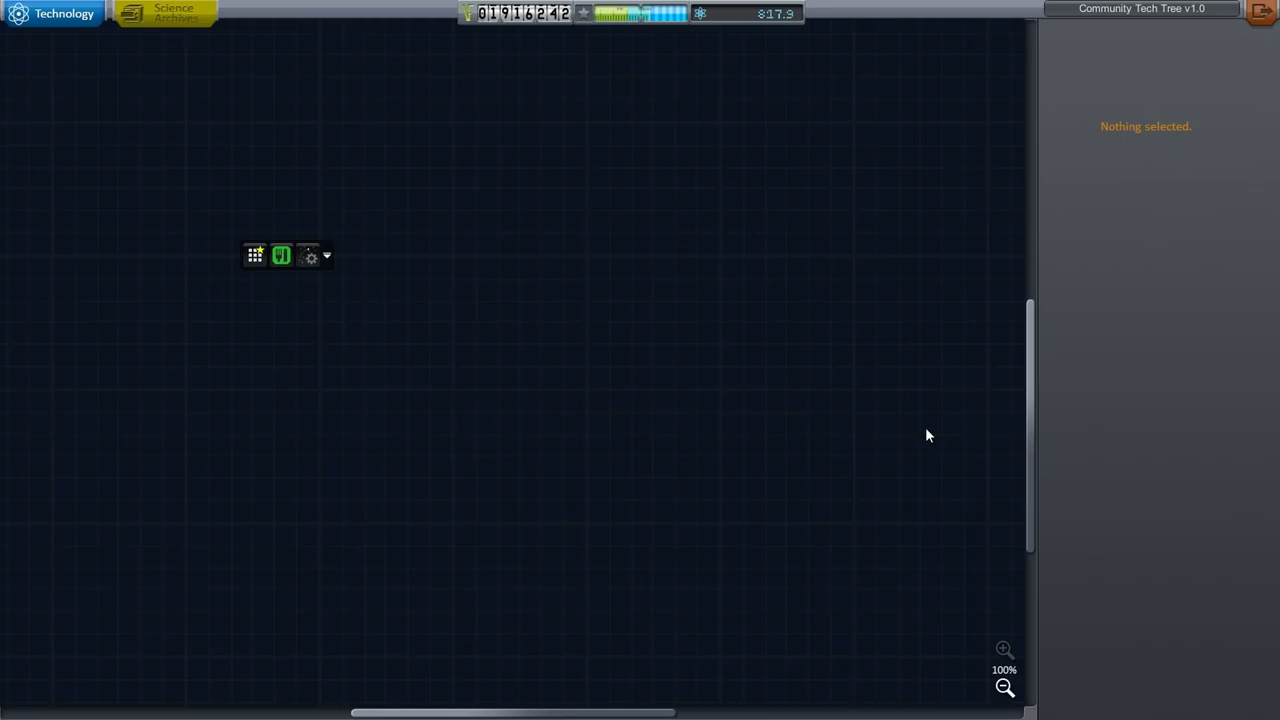 Technology
Science
Archives
01916242
817.9
Community Tech Tree v1.0
Nothing selected.
100%